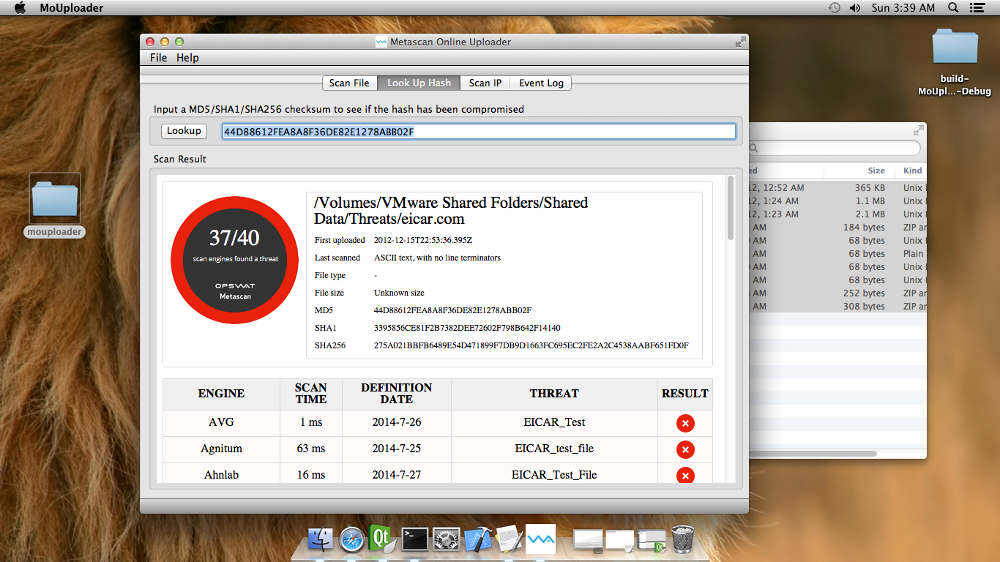 MoUploader
Sun 3:39 AM
Metascan Online Uploader
File Help
Scan File Look Up Hash Scan IP Event Log
Input a MD5/SHA1/SHA256 checksum to see if the hash has been compromised
Lookup 44D88612FEA8A8F36DE82E1278ABB02F
Scan Result
37/40
scan engines found a threat
OPSWAT
Metascan
/Volumes/VMware Shared Folders/Shared
Data/Threats/eicar.com
First uploaded 2012-12-15T22:53:36.395Z
Last scanned ASCII text, with no line terminators
File type -
File size Unknown size
MD5 44D88612FEA8A8F36DE82E1278ABB02F
SHA1 3395856CE81F2B7382DEE72602F798B642F14140
SHA256 275A021BBFB6489E54D471899F7DB9D1663FC695EC2FE2A2C4538AABF651FD0F
ENGINE SCAN TIME DEFINITION DATE THREAT RESULT
AVG 1 ms 2014-7-26 EICAR_Test
Agnitum 63 ms 2014-7-25 EICAR_test_file
Ahnlab 16 ms 2014-7-27 EICAR_Test_File
mouploader
build-
MoUpl...-Debug
ed Size Kind
12, 12:52 AM 365 KB Unix
12, 1:24 AM 1.1 MB Unix
12, 1:23 AM 2.1 MB Unix
AM 184 bytes ZIP ar
AM 68 bytes Unix
AM 68 bytes Plain
AM 68 bytes Unix
AM 68 bytes Unix
AM 252 bytes ZIP ar
AM 308 bytes ZIP ar
Qt